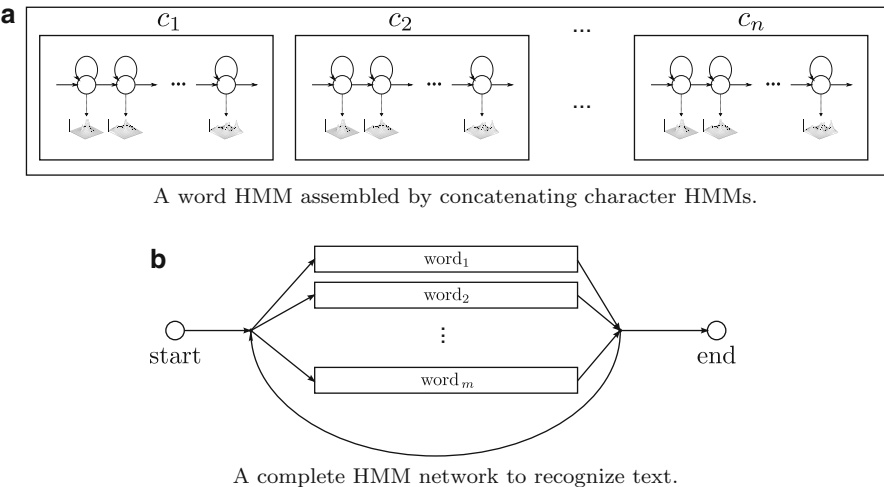 a
c₁ c₂ ... cₙ
... ... ... ...
...
A word HMM assembled by concatenating character HMMs.
b
word₁
word₂
⋮
start end
wordₘ
A complete HMM network to recognize text.